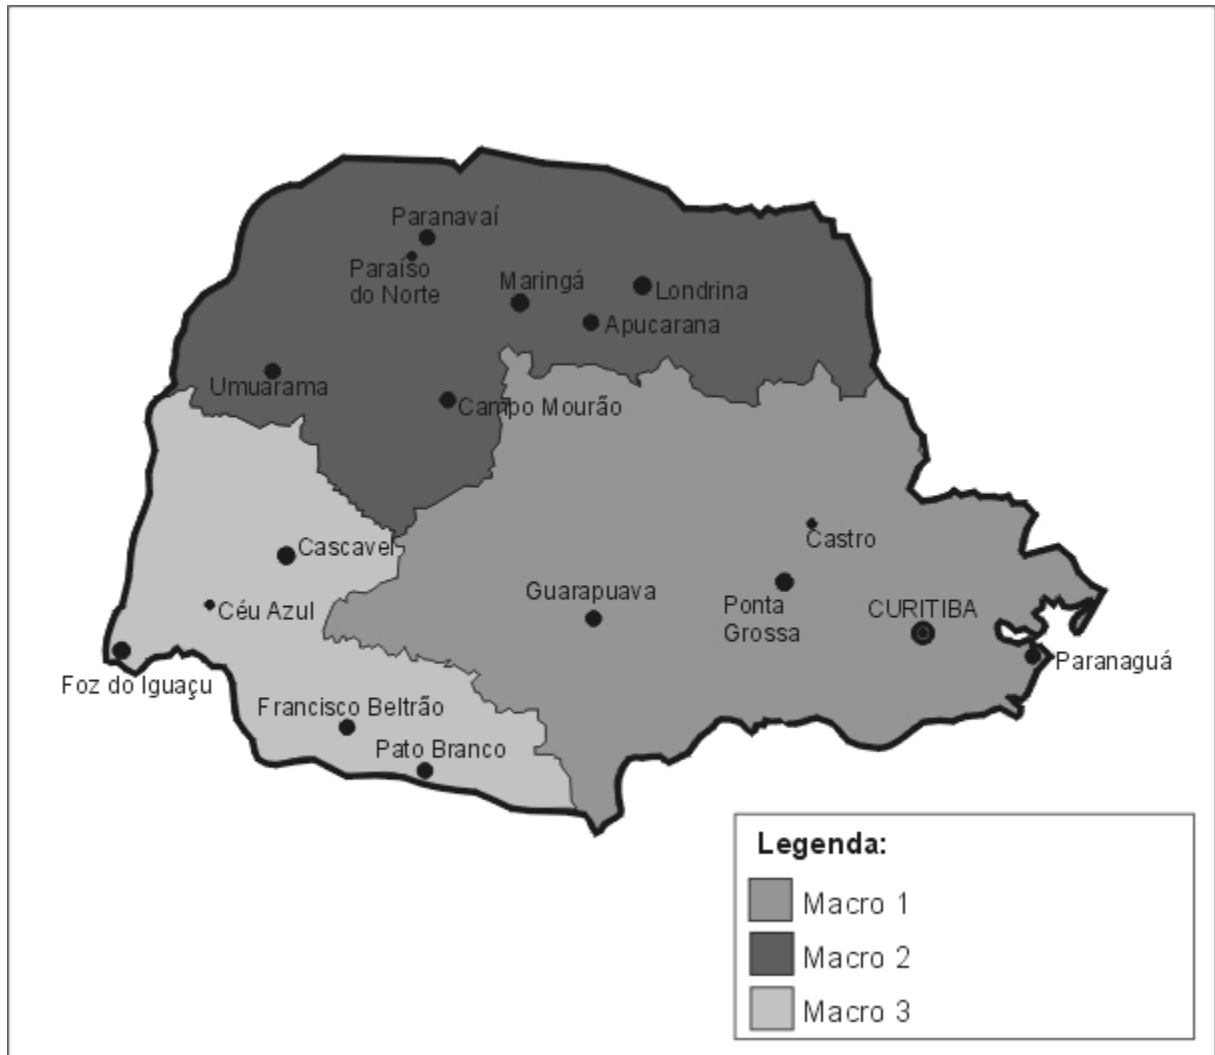 Paranavaí
Paraíso
do Norte
Maringá
Londrina
Apucarana
Umuarama
Campo Mourão
Cascavel
Castro
Céu Azul
Guarapuava
Ponta
Grossa
CURITIBA
Paranaguá
Foz do Iguaçu
Francisco Beltrão
Pato Branco
Legenda:
Macro 1
Macro 2
Macro 3